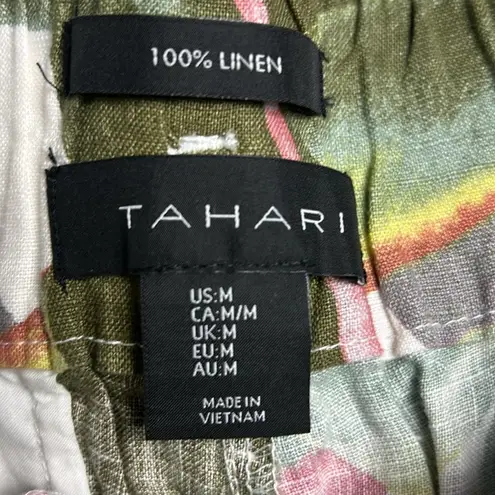 100% LINEN
TAHARI
US:M
CA:M/M
UK:M
EU:M
AU:M
MADE IN
VIETNAM